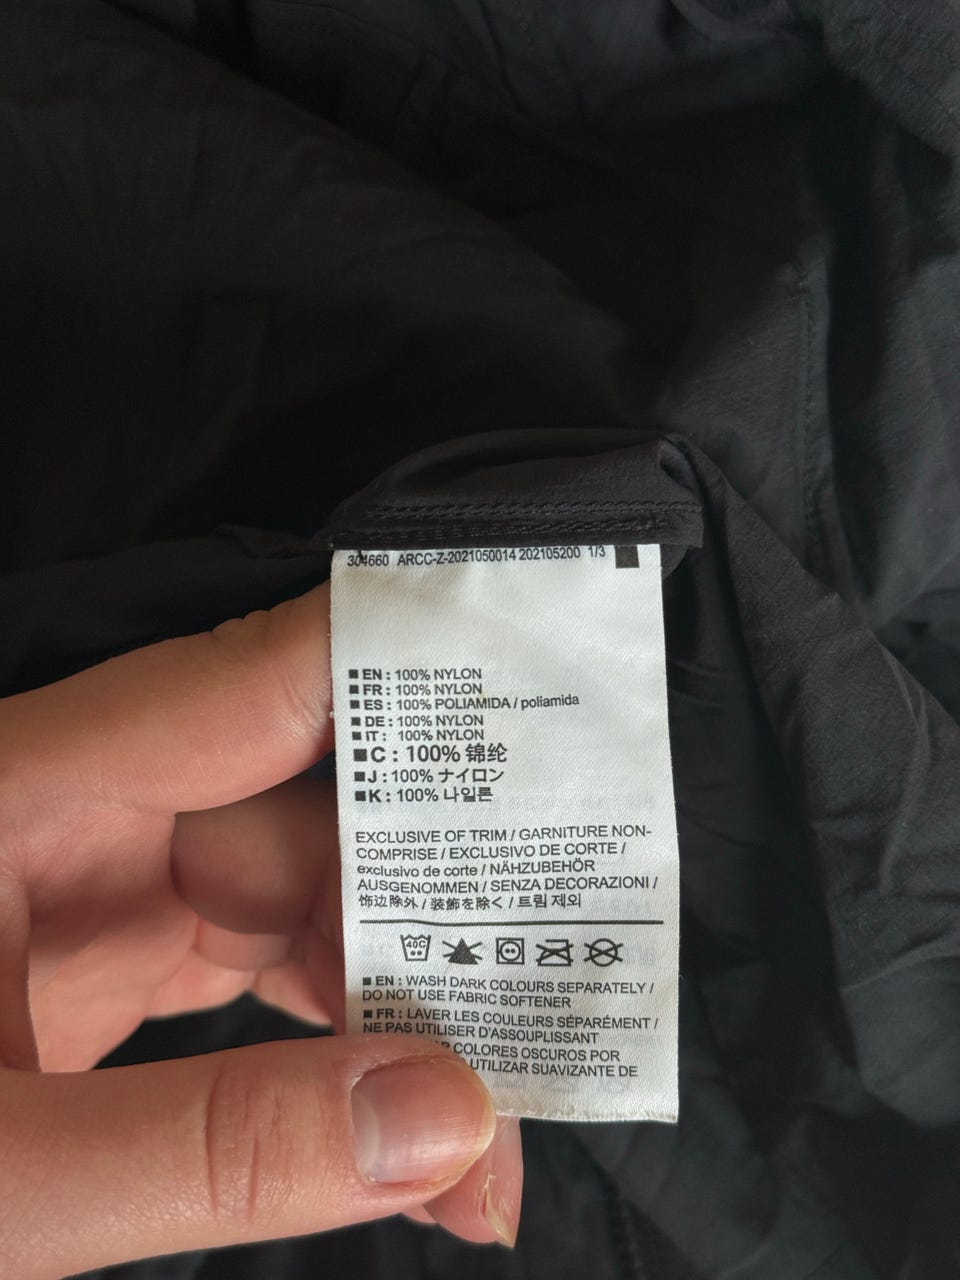 304660 ARCC-Z-2021050014 202105200 1/3
EN : 100% NYLON
FR : 100% NYLON
ES : 100% POLIAMIDA / poliamida
DE : 100% NYLON
IT : 100% NYLON
C : 100% 锦纶
J : 100% ナイロン
K : 100% 나일론
EXCLUSIVE OF TRIM / GARNITURE NON-
COMPRISE / EXCLUSIVO DE CORTE /
exclusivo de corte / NÄHZUBEHÖR
AUSGENOMMEN / SENZA DECORAZIONI /
饰边除外 / 装飾を除く / 트림 제외
40C
EN : WASH DARK COLOURS SEPARATELY /
DO NOT USE FABRIC SOFTENER
FR : LAVER LES COULEURS SÉPARÉMENT /
NE PAS UTILISER D'ASSOUPLISSANT
COLORES OSCUROS POR
UTILIZAR SUAVIZANTE DE